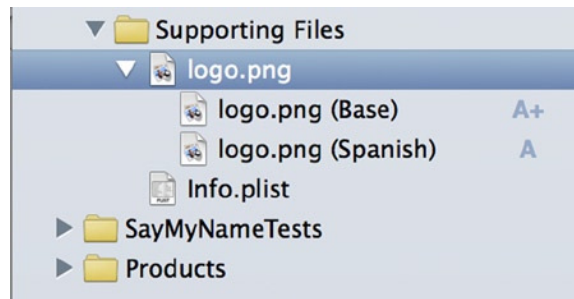 Supporting Files
logo.png
logo.png (Base) A+
logo.png (Spanish) A
Info.plist
SayMyNameTests
Products